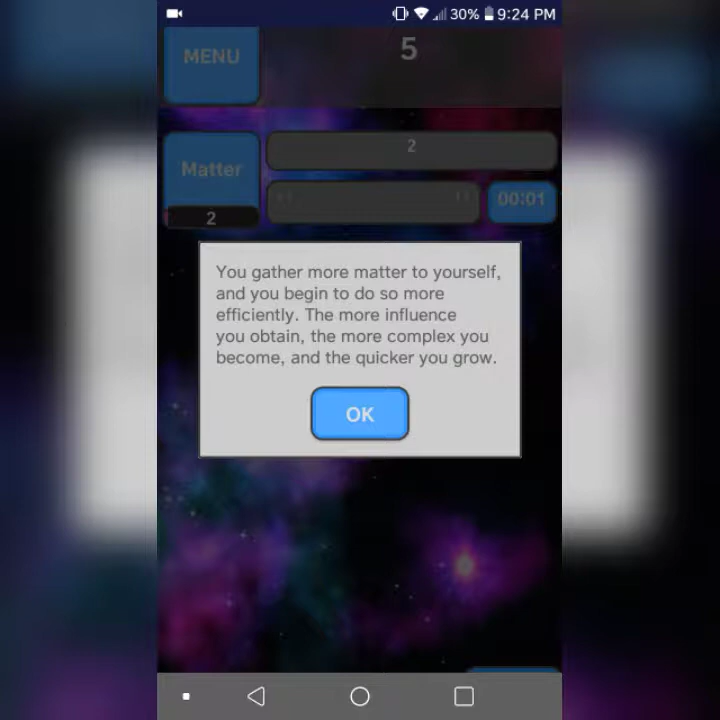 30% 9:24 PM
MENU
5
Matter
2
2
00:01
You gather more matter to yourself,
and you begin to do so more
efficiently. The more influence
you obtain, the more complex you
become, and the quicker you grow.
OK